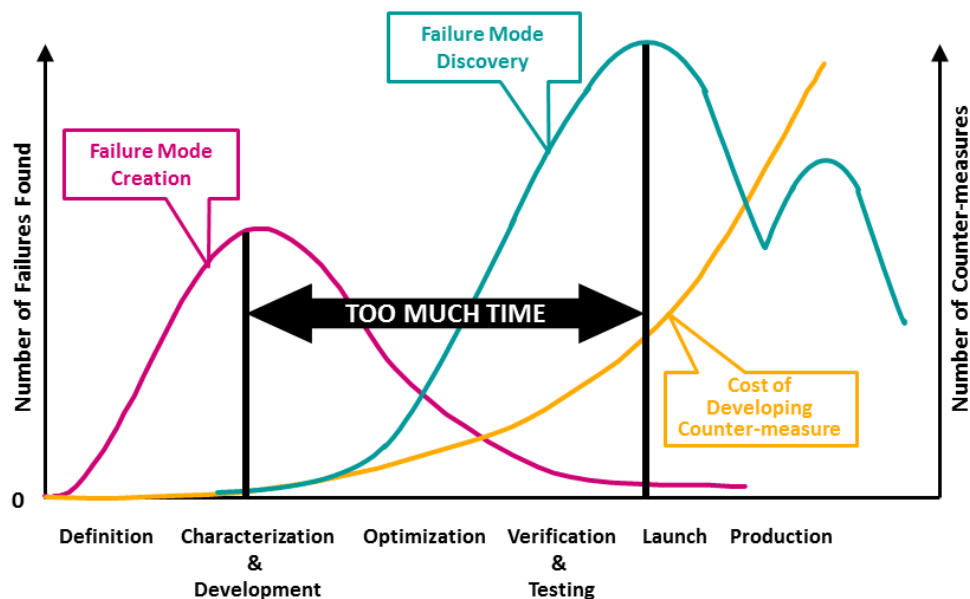 Failure Mode
Discovery
Failure Mode
Creation
Number of Failures Found
Number of Counter-measures
TOO MUCH TIME
Cost of
Developing
Counter-measure
0
Definition
Characterization
&
Development
Optimization
Verification
&
Testing
Launch
Production